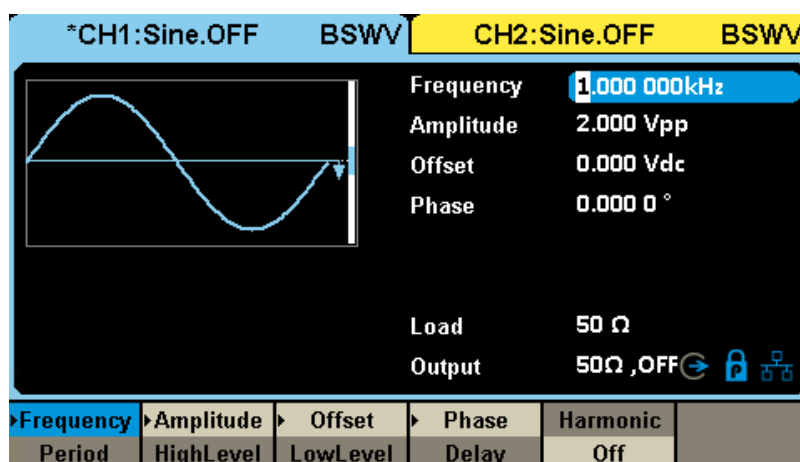 *CH1:Sine.OFF BSWV CH2:Sine.OFF BSWV
Frequency 1.000 000kHz
Amplitude 2.000 Vpp
Offset 0.000 Vdc
Phase 0.000 0 °
Load 50 Ω
Output 50Ω ,OFF P
Frequency Amplitude Offset Phase Harmonic
Period HighLevel LowLevel Delay Off